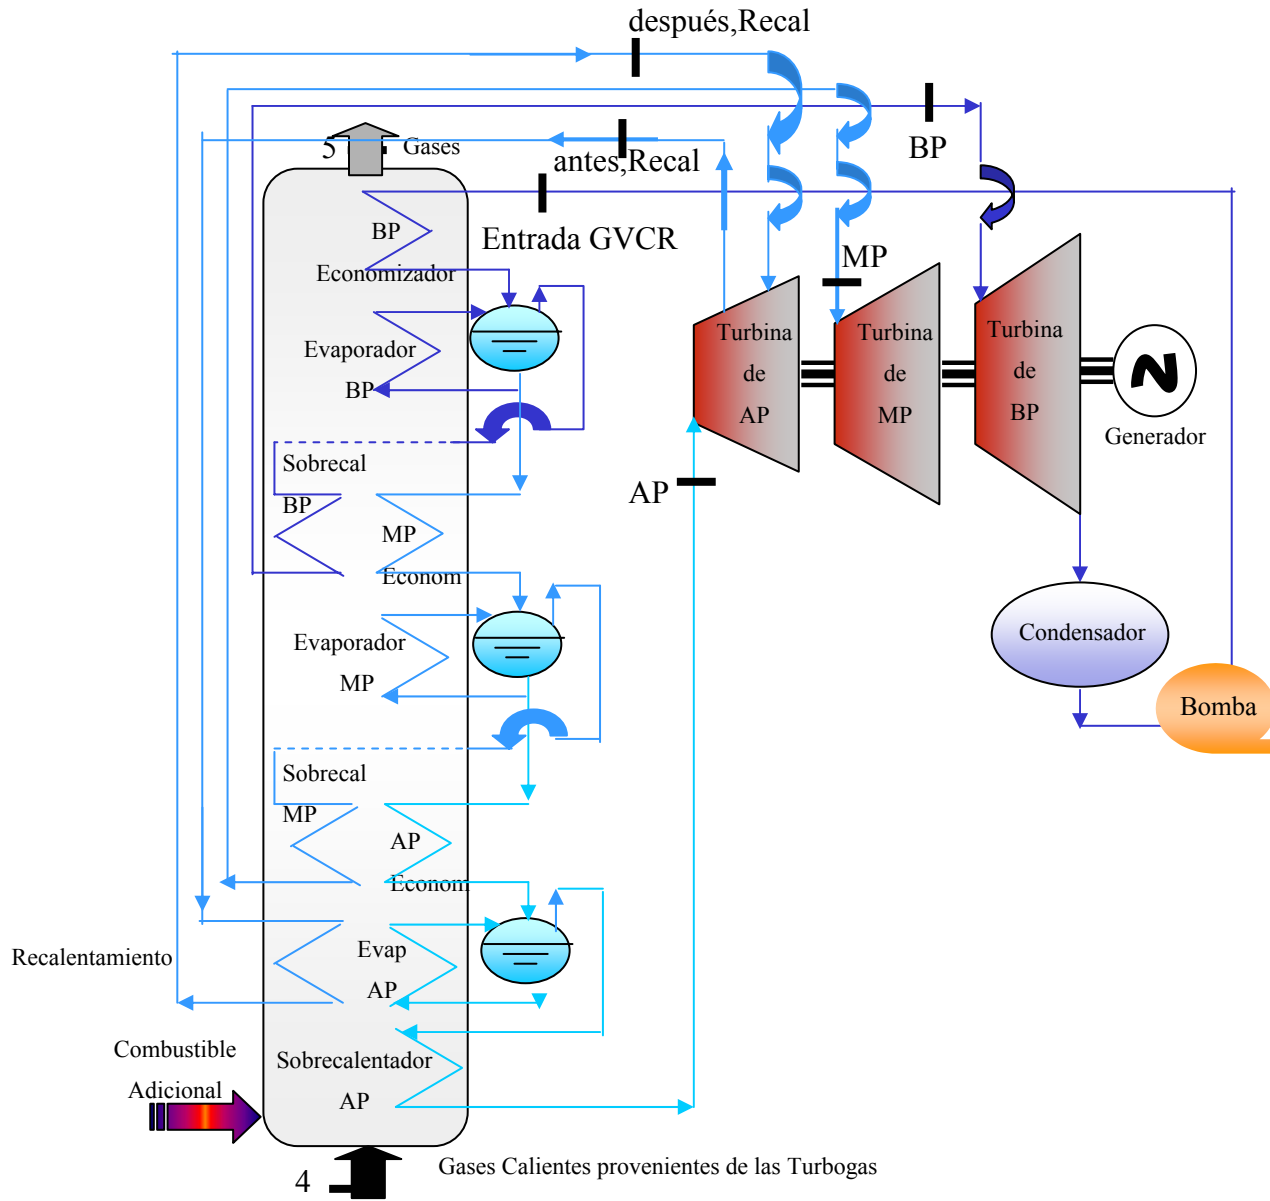 después,Recal
5
Gases
antes,Recal
BP
BP
Entrada GVCR
MP
Economizador
Evaporador
BP
Turbina
de
AP
Turbina
de
MP
Turbina
de
BP
Generador
Sobrecal
BP
MP
Econom
AP
Evaporador
MP
Condensador
Bomba
Sobrecal
MP
AP
Econom
Recalentamiento
Evap
AP
Combustible
Adicional
Sobrecalentador
AP
4
Gases Calientes provenientes de las Turbogas